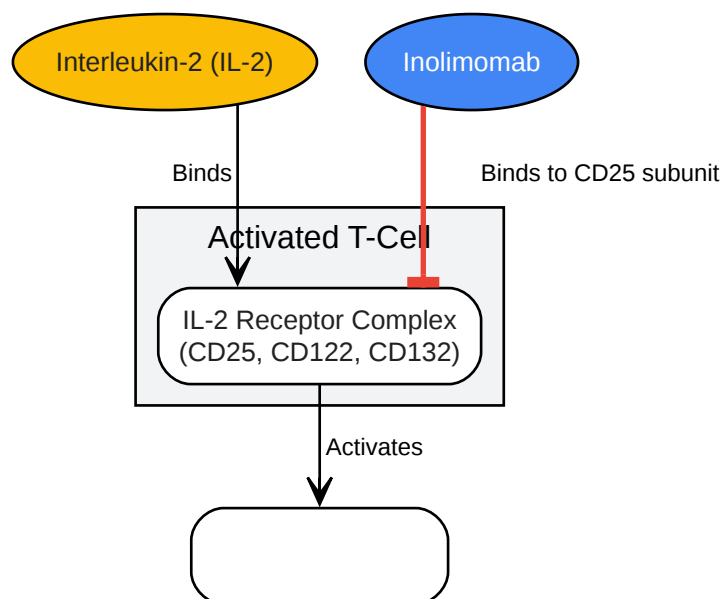 Interleukin-2 (IL-2)
Inolimomab
Binds
Binds to CD25 subunit
Activated T-Cell
IL-2 Receptor Complex
(CD25, CD122, CD132)
Activates